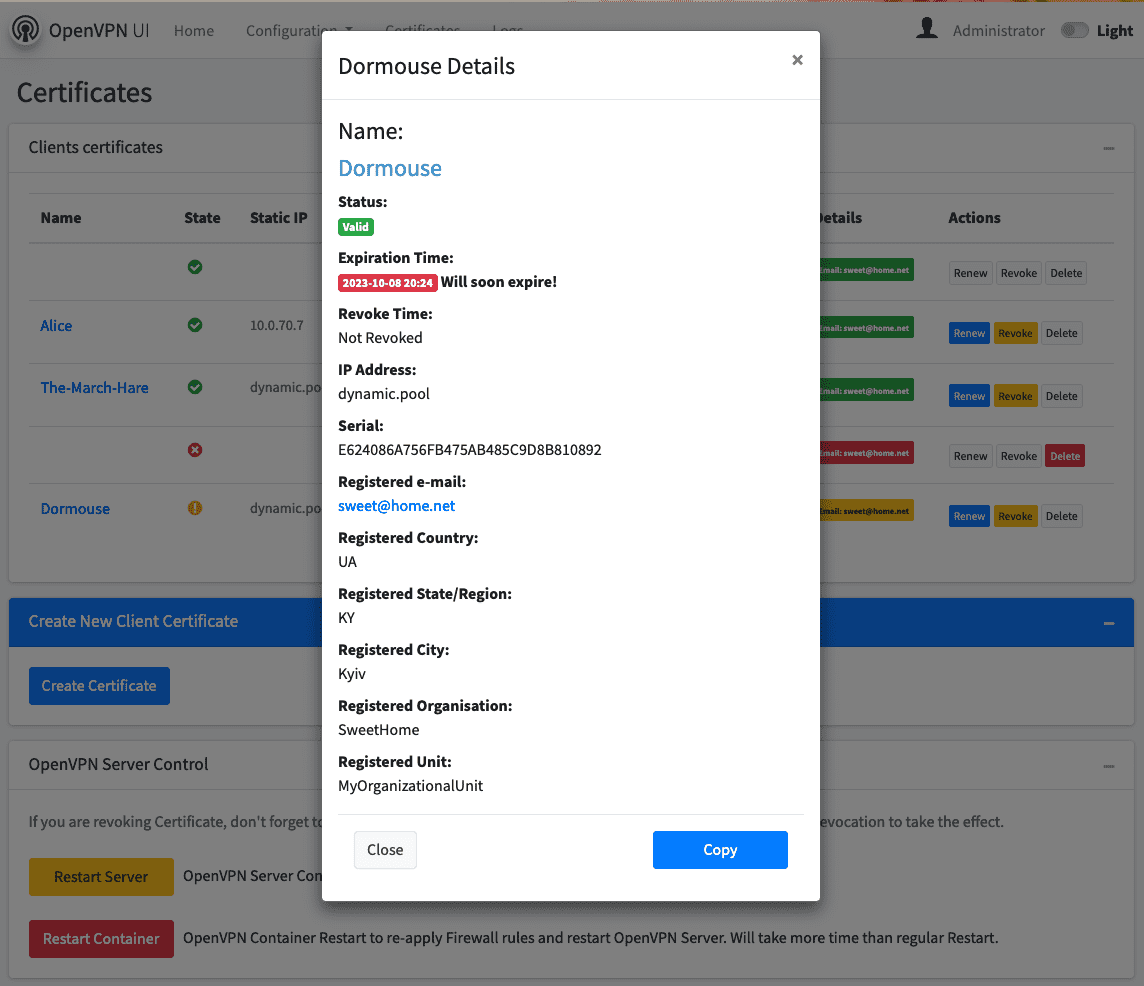 OpenVPN UI Home Configuration Certificates Logs Administrator Light
Certificates
Clients certificates
Name State Static IP Details Actions
Email: sweet@home.net Renew Revoke Delete
Alice 10.0.70.7 Email: sweet@home.net Renew Revoke Delete
The-March-Hare dynamic.po Email: sweet@home.net Renew Revoke Delete
Email: sweet@home.net Renew Revoke Delete
Dormouse dynamic.po Email: sweet@home.net Renew Revoke Delete
Create New Client Certificate
Create Certificate
OpenVPN Server Control
If you are revoking Certificate, don't forget to
evocation to take the effect.
Restart Server OpenVPN Server Con
Restart Container OpenVPN Container Restart to re-apply Firewall rules and restart OpenVPN Server. Will take more time than regular Restart.
Dormouse Details ×
Name:
Dormouse
Status:
Valid
Expiration Time:
2023-10-08 20:24 Will soon expire!
Revoke Time:
Not Revoked
IP Address:
dynamic.pool
Serial:
E624086A756FB475AB485C9D8B810892
Registered e-mail:
sweet@home.net
Registered Country:
UA
Registered State/Region:
KY
Registered City:
Kyiv
Registered Organisation:
SweetHome
Registered Unit:
MyOrganizationalUnit
Close Copy